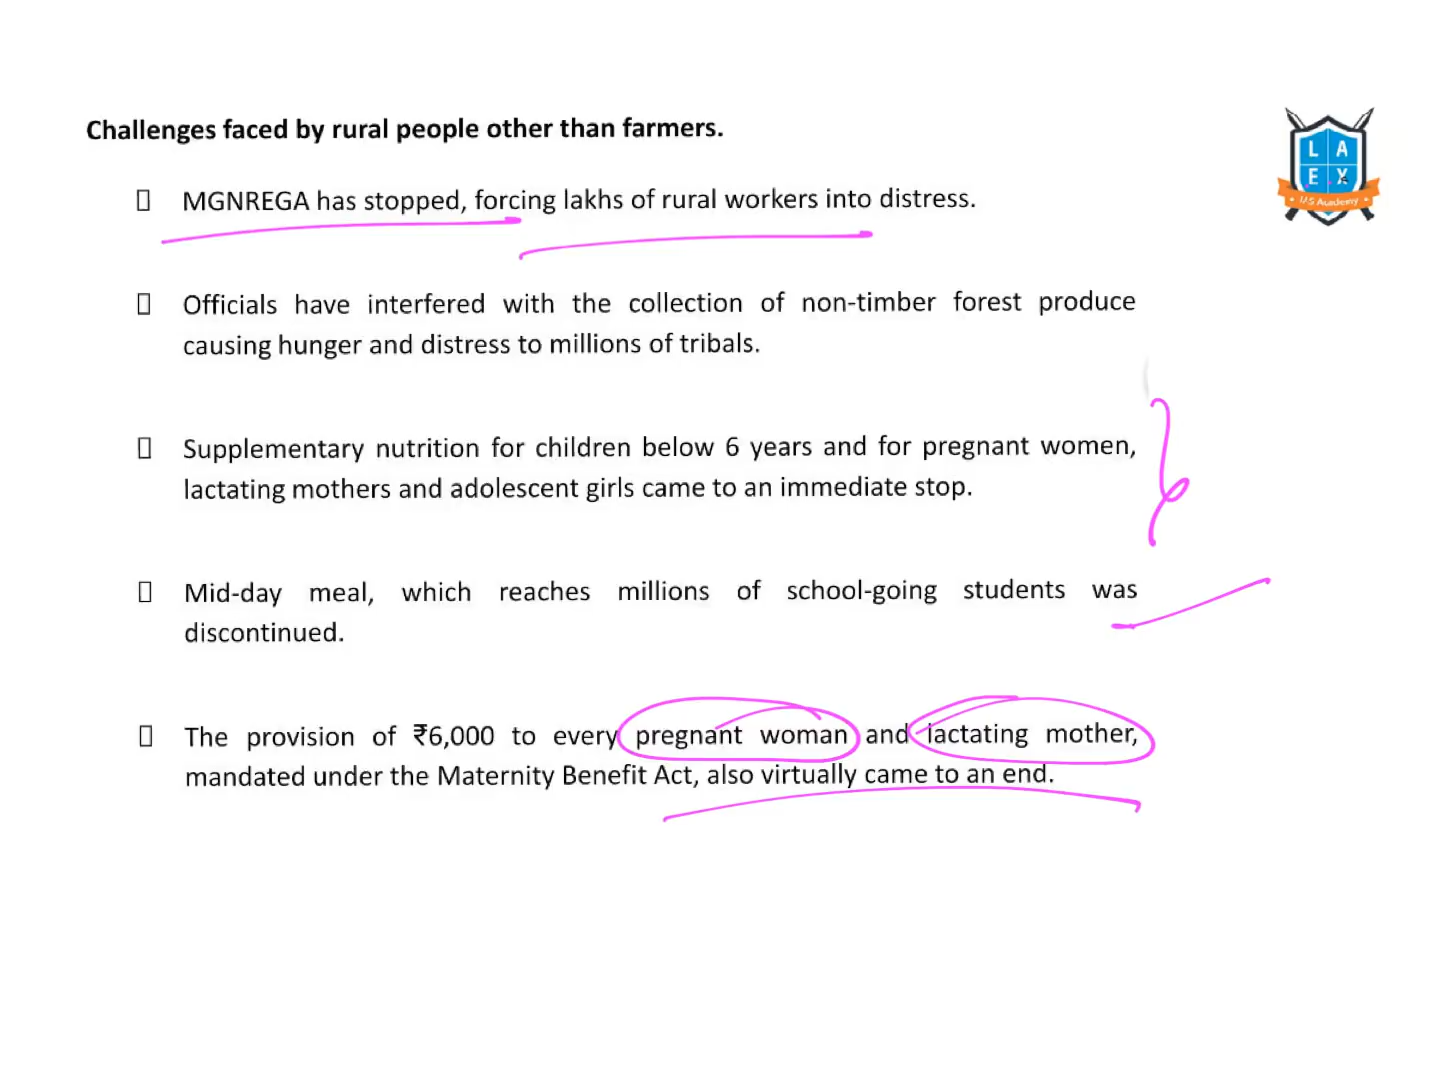 Challenges faced by rural people other than farmers.
L A
E X
U.S Academy
MGNREGA has stopped, forcing lakhs of rural workers into distress.
Officials have interfered with the collection of non-timber forest produce
causing hunger and distress to millions of tribals.
Supplementary nutrition for children below 6 years and for pregnant women,
lactating mothers and adolescent girls came to an immediate stop.
Mid-day meal, which reaches millions of school-going students was
discontinued.
The provision of ₹6,000 to every pregnant woman and lactating mother,
mandated under the Maternity Benefit Act, also virtually came to an end.